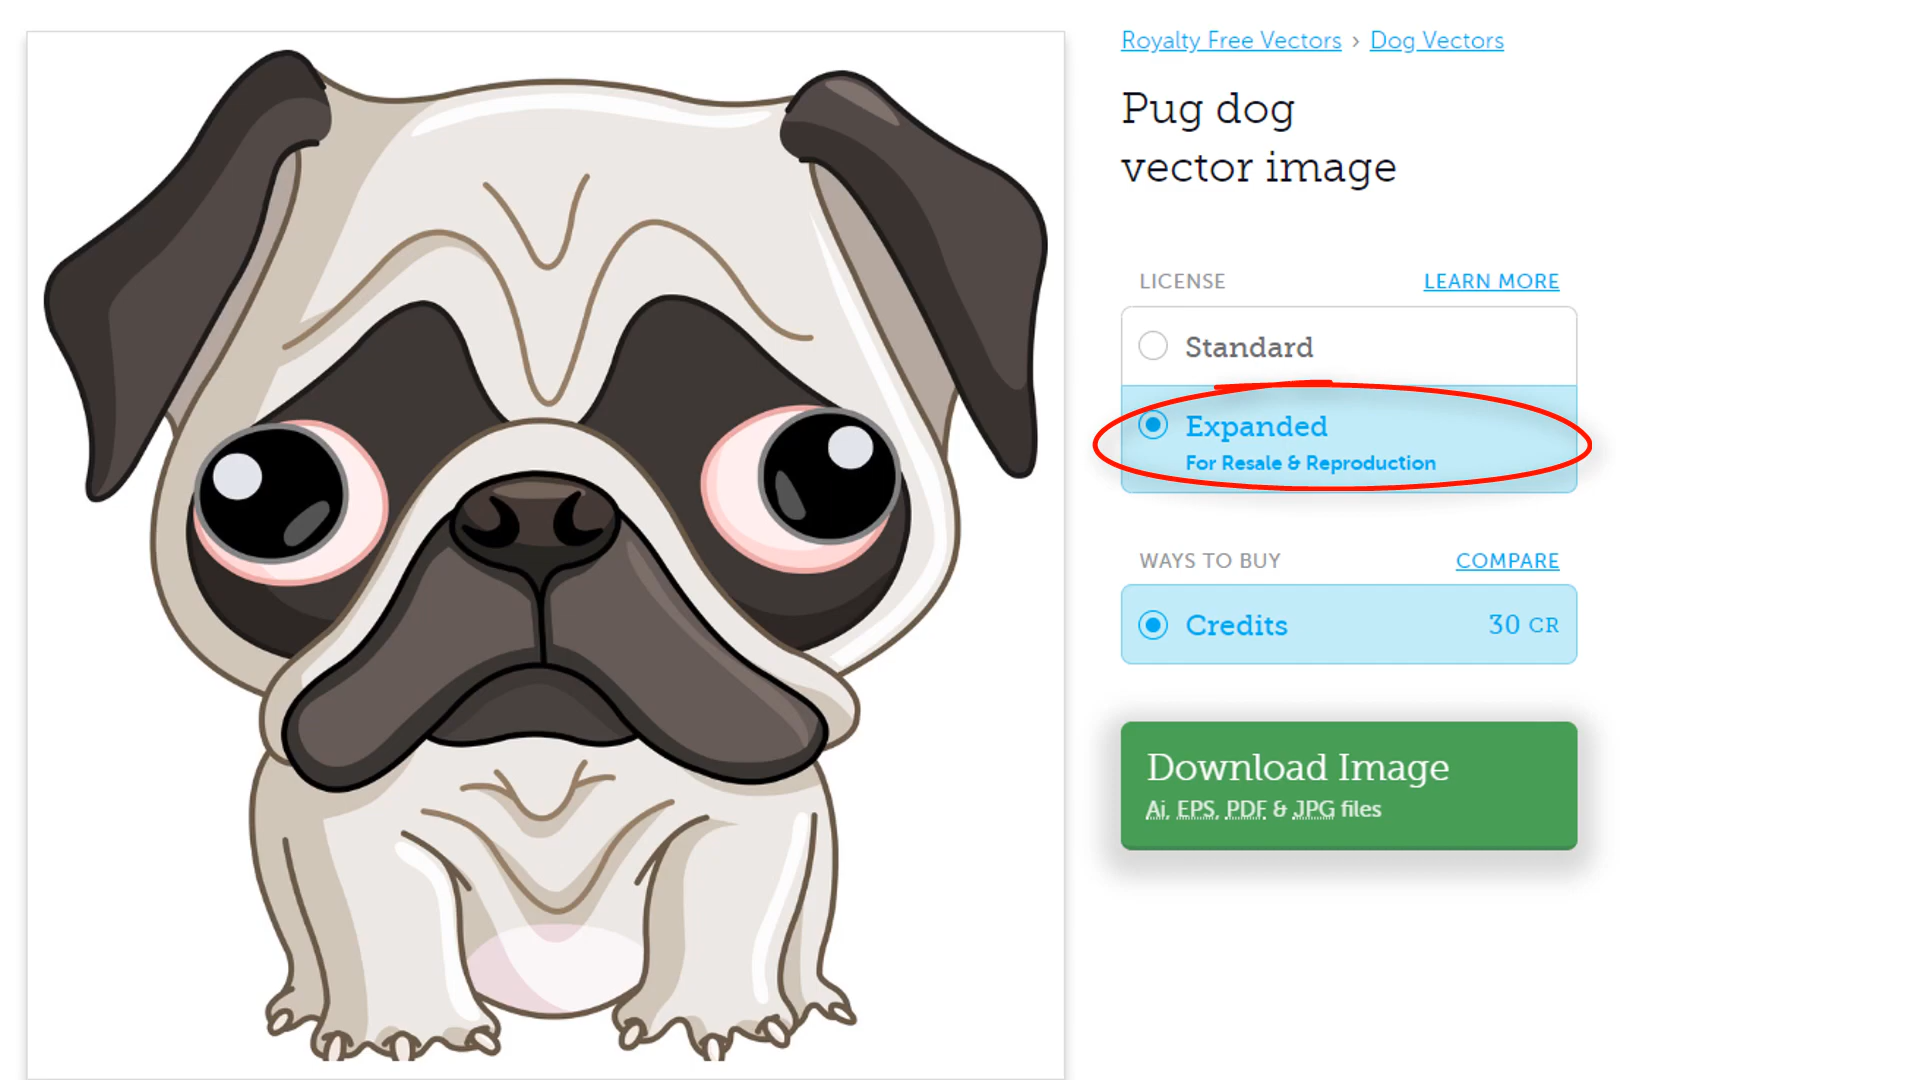 Royalty Free Vectors › Dog Vectors
Pug dog
vector image
LICENSE LEARN MORE
Standard
Expanded
For Resale & Reproduction
WAYS TO BUY COMPARE
Credits 30 CR
Download Image
Ai, EPS, PDF & JPG files